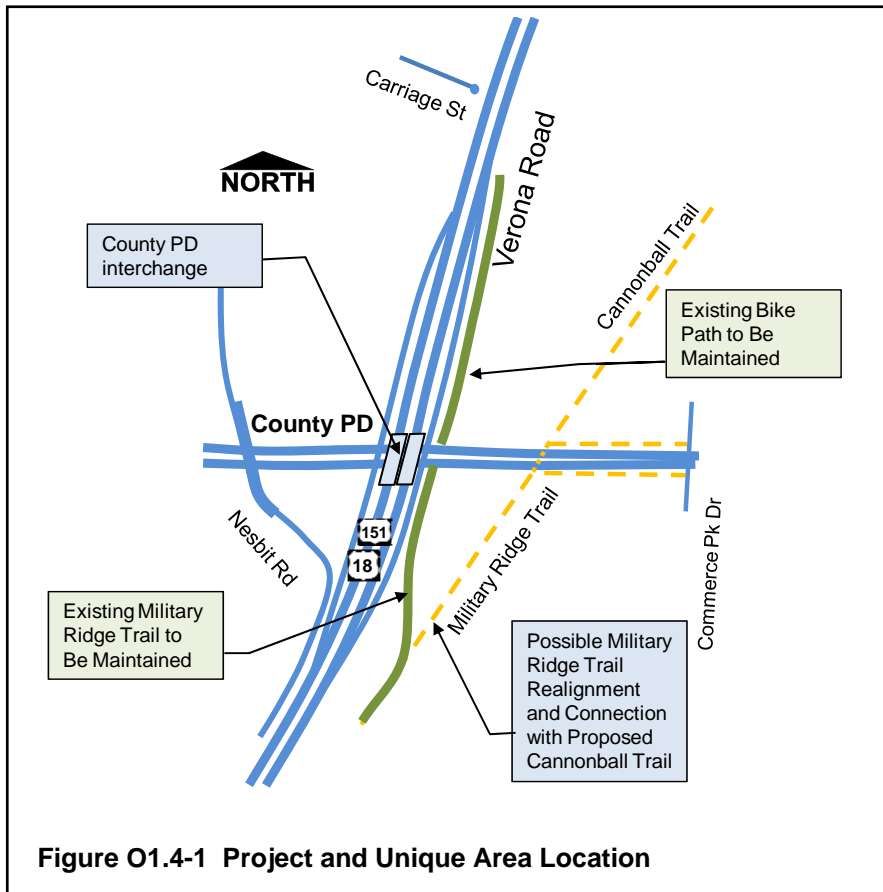 Carriage St
NORTH
Verona Road
County PD
interchange
Cannonball Trail
Existing Bike
Path to Be
Maintained
County PD
Nesbit Rd
151
18
Military Ridge Trail
Commerce Pk Dr
Existing Military
Ridge Trail to
Be Maintained
Possible Military
Ridge Trail
Realignment
and Connection
with Proposed
Cannonball Trail
Figure O1.4-1 Project and Unique Area Location